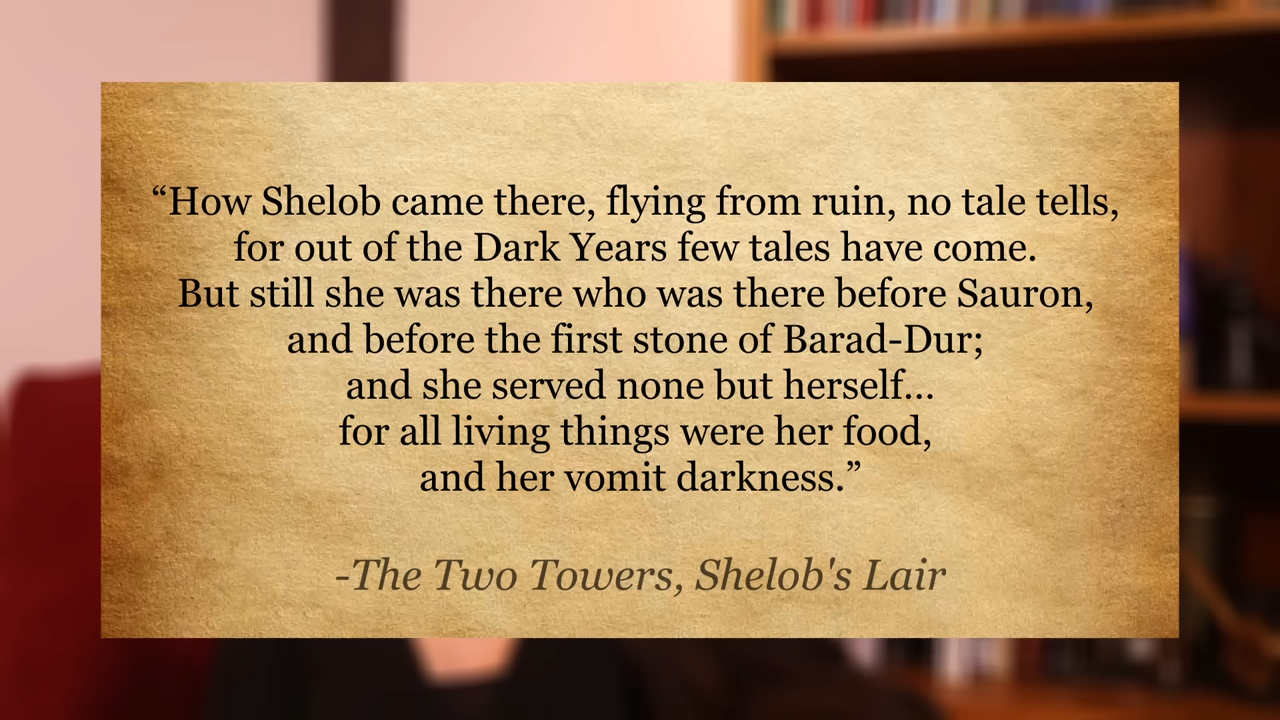 “How Shelob came there, flying from ruin, no tale tells,
for out of the Dark Years few tales have come.
But still she was there who was there before Sauron,
and before the first stone of Barad-Dur;
and she served none but herself...
for all living things were her food,
and her vomit darkness.”
-The Two Towers, Shelob's Lair